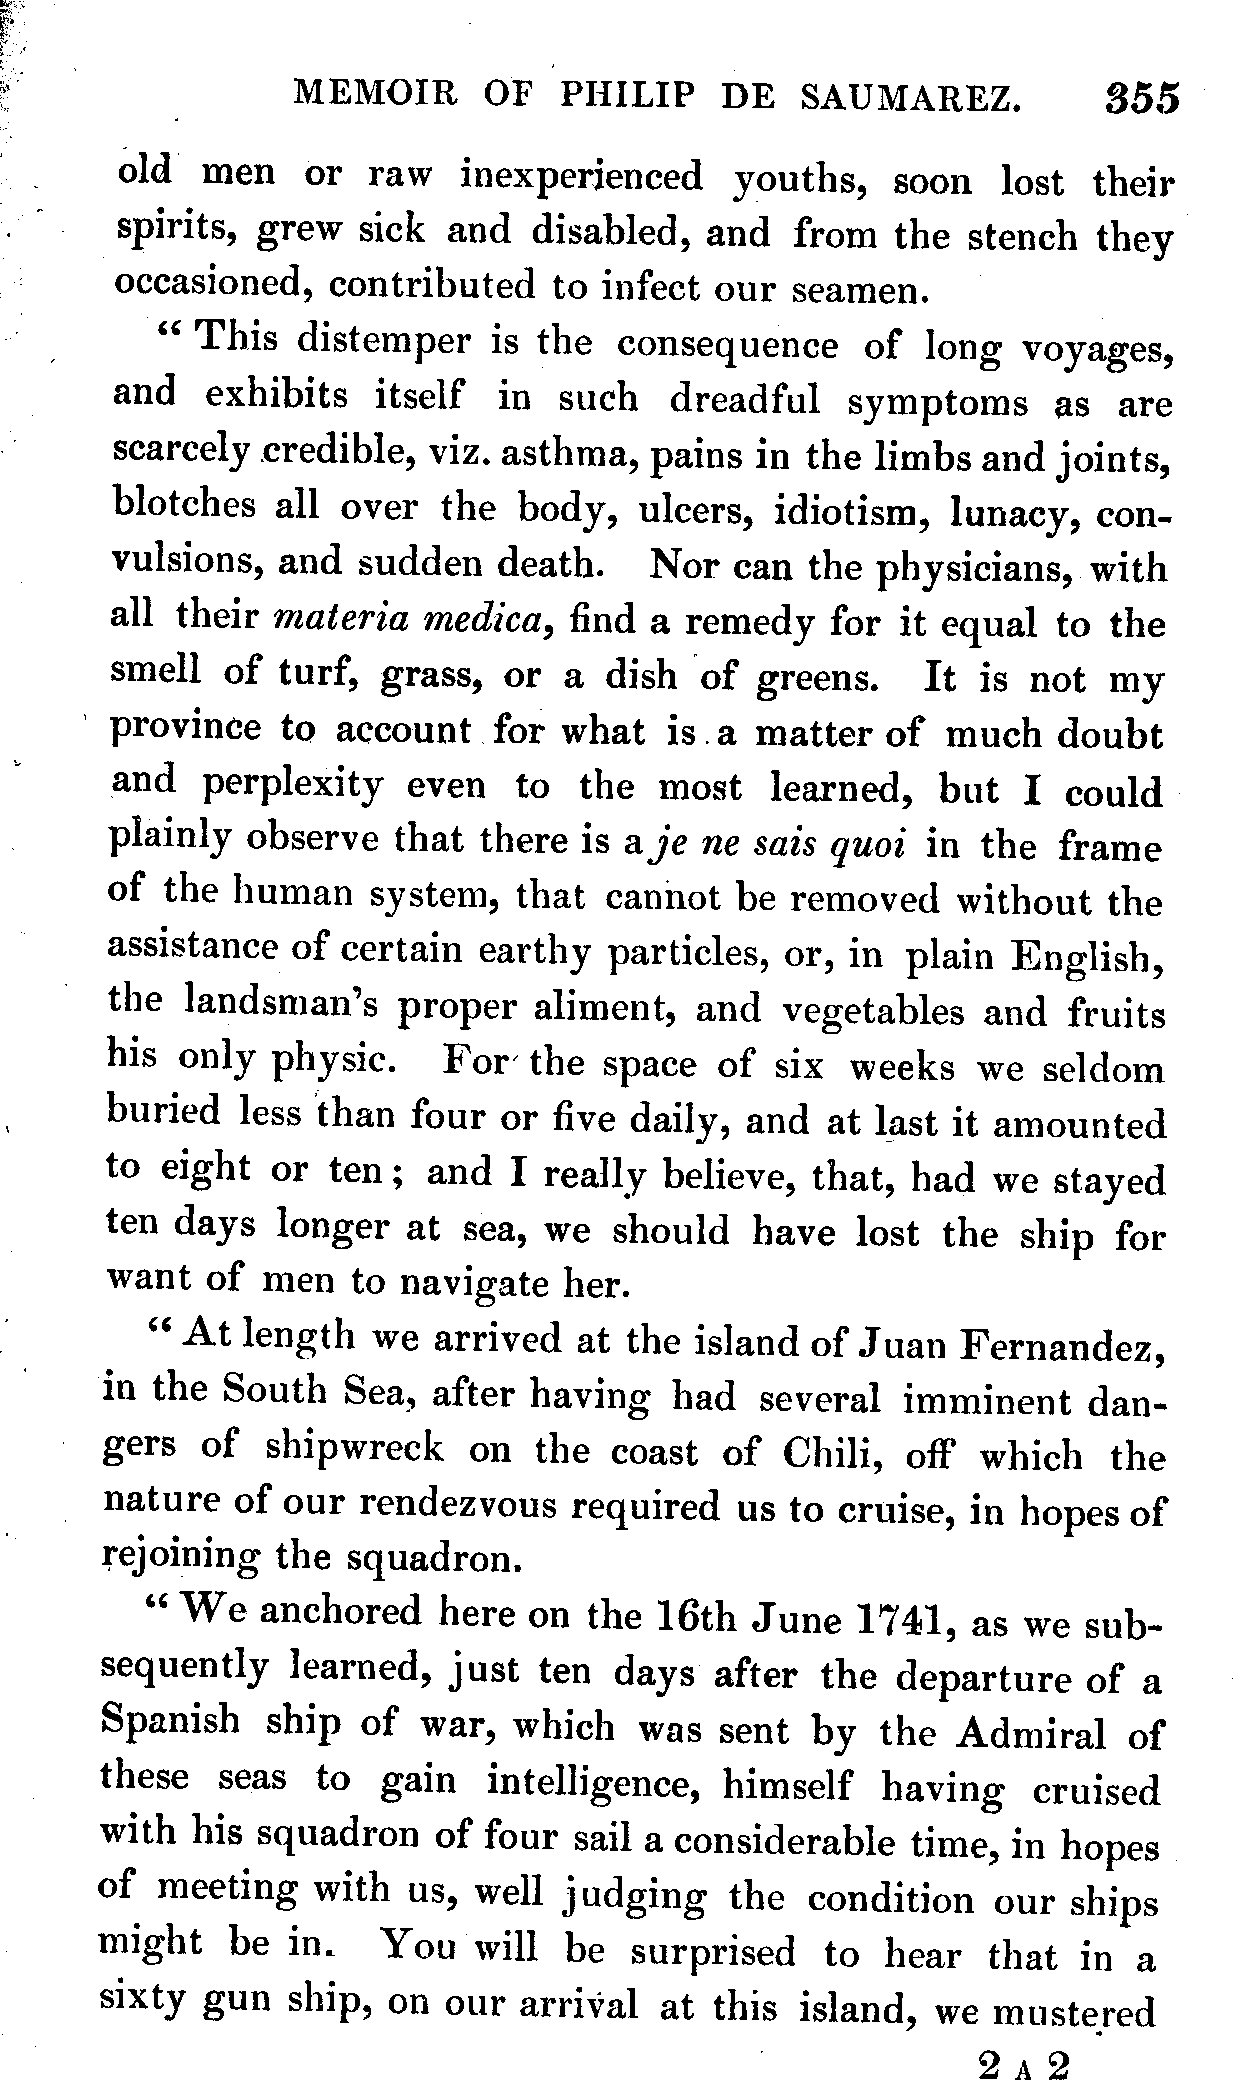 MEMOIR OF PHILIP DE SAUMAREZ. 355
old men or raw inexperienced youths, soon lost their
spirits, grew sick and disabled, and from the stench they
occasioned, contributed to infect our seamen.
“ This distemper is the consequence of long voyages,
and exhibits itself in such dreadful symptoms as are
scarcely credible, viz. asthma, pains in the limbs and joints,
blotches all over the body, ulcers, idiotism, lunacy, con-
vulsions, and sudden death. Nor can the physicians, with
all their materia medica, find a remedy for it equal to the
smell of turf, grass, or a dish of greens. It is not my
province to account for what is a matter of much doubt
and perplexity even to the most learned, but I could
plainly observe that there is a je ne sais quoi in the frame
of the human system, that cannot be removed without the
assistance of certain earthy particles, or, in plain English,
the landsman's proper aliment, and vegetables and fruits
his only physic. For the space of six weeks we seldom
buried less than four or five daily, and at last it amounted
to eight or ten ; and I really believe, that, had we stayed
ten days longer at sea, we should have lost the ship for
want of men to navigate her.
“ At length we arrived at the island of Juan Fernandez,
in the South Sea, after having had several imminent dan-
gers of shipwreck on the coast of Chili, off which the
nature of our rendezvous required us to cruise, in hopes of
rejoining the squadron.
“ We anchored here on the 16th June 1741, as we sub-
sequently learned, just ten days after the departure of a
Spanish ship of war, which was sent by the Admiral of
these seas to gain intelligence, himself having cruised
with his squadron of four sail a considerable time, in hopes
of meeting with us, well judging the condition our ships
might be in. You will be surprised to hear that in a
sixty gun ship, on our arrival at this island, we mustered
2 A 2